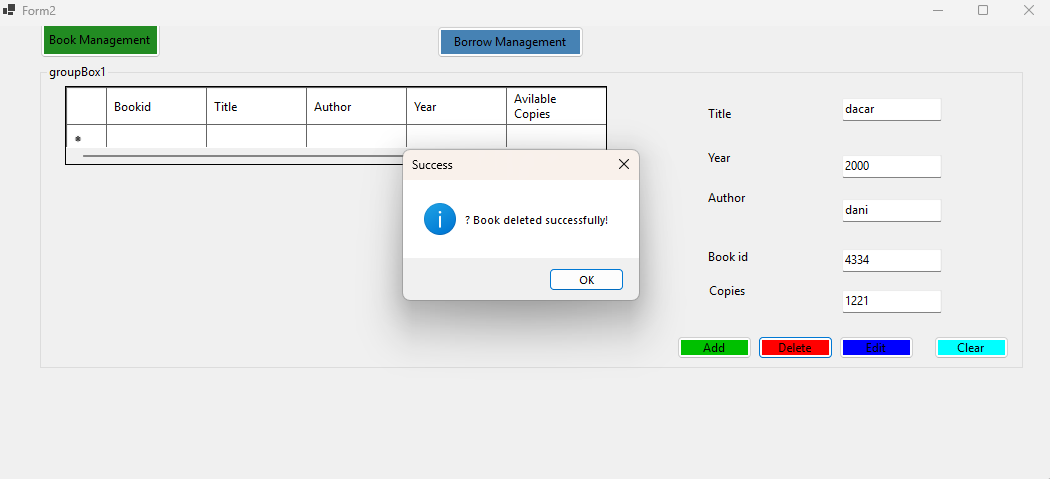 Form2
Book Management
Borrow Management
groupBox1
Bookid
Title
Author
Year
Avilable
Copies
Title
dacar
Year
2000
Author
dani
Book id
4334
Copies
1221
Success
? Book deleted successfully!
OK
Add
Delete
Edit
Clear